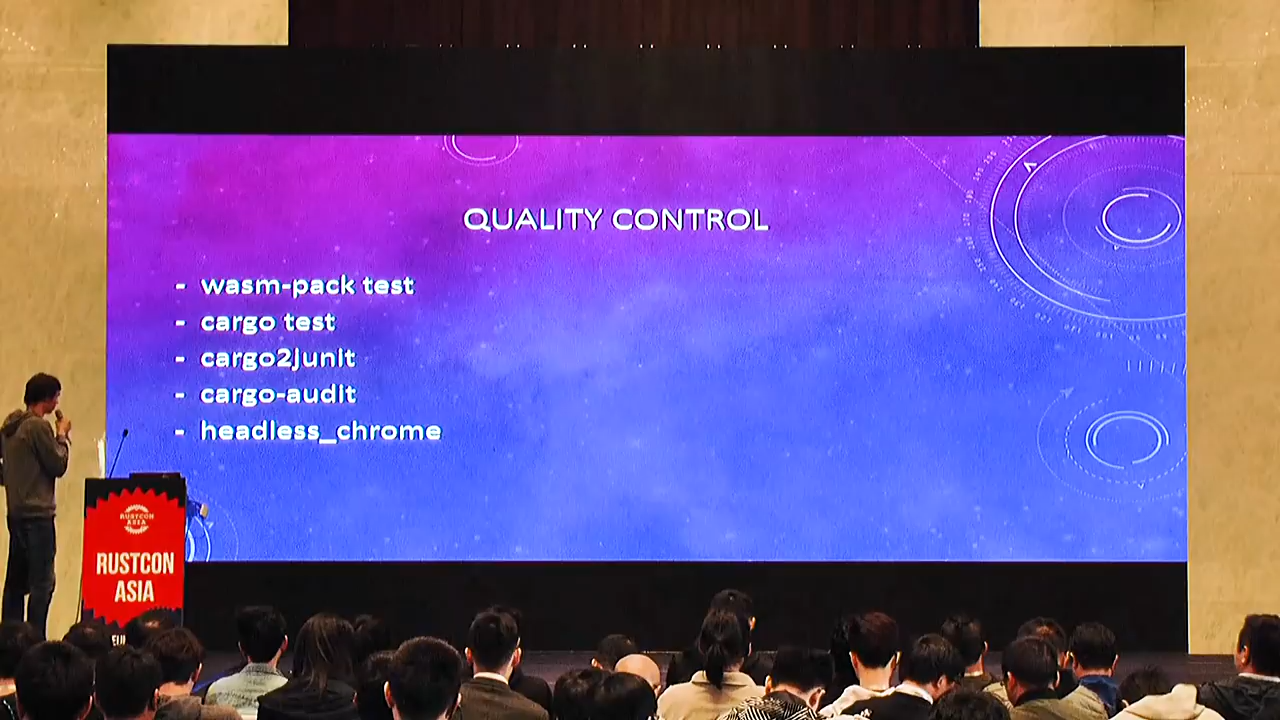 QUALITY CONTROL
- wasm-pack test
- cargo test
- cargo2junit
- cargo-audit
- headless_chrome
RUSTCON
ASIA
RUSTCON
ASIA